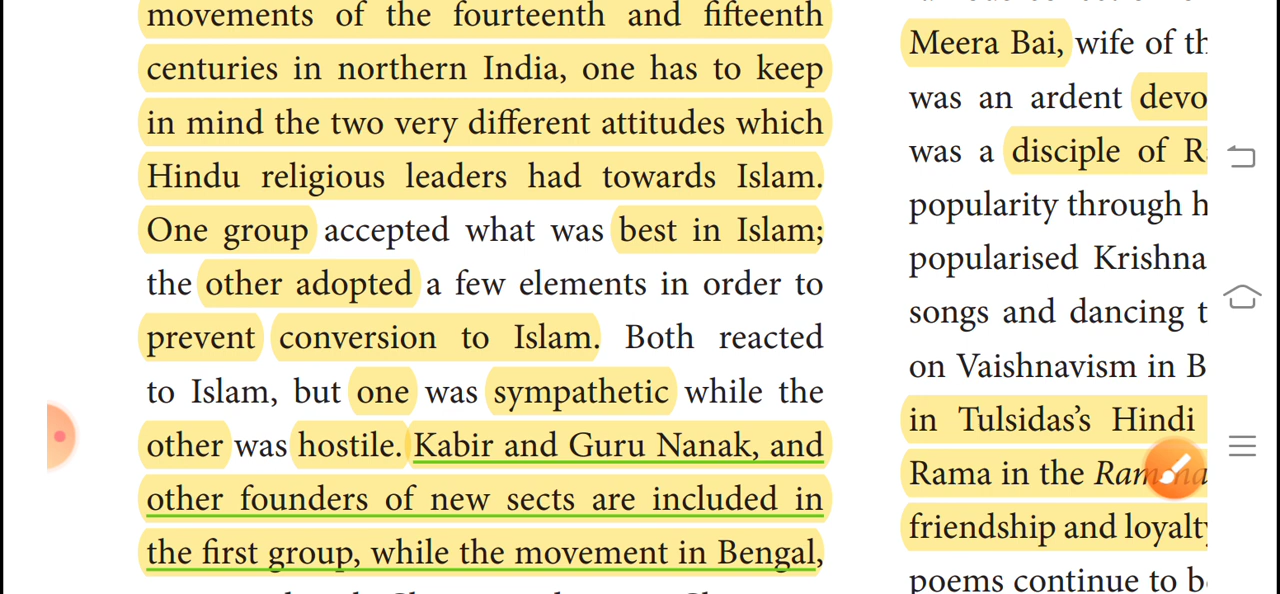 movements of the fourteenth and fifteenth
centuries in northern India, one has to keep
in mind the two very different attitudes which
Hindu religious leaders had towards Islam.
One group accepted what was best in Islam;
the other adopted a few elements in order to
prevent conversion to Islam. Both reacted
to Islam, but one was sympathetic while the
other was hostile. Kabir and Guru Nanak, and
other founders of new sects are included in
the first group, while the movement in Bengal,
Meera Bai, wife of
was an ardent
was a disciple of
popularity through
popularised Krishna
songs and dancing
on Vaishnavism in
in Tulsidas's Hindi
Rama in the
friendship and loyalty
poems continue to